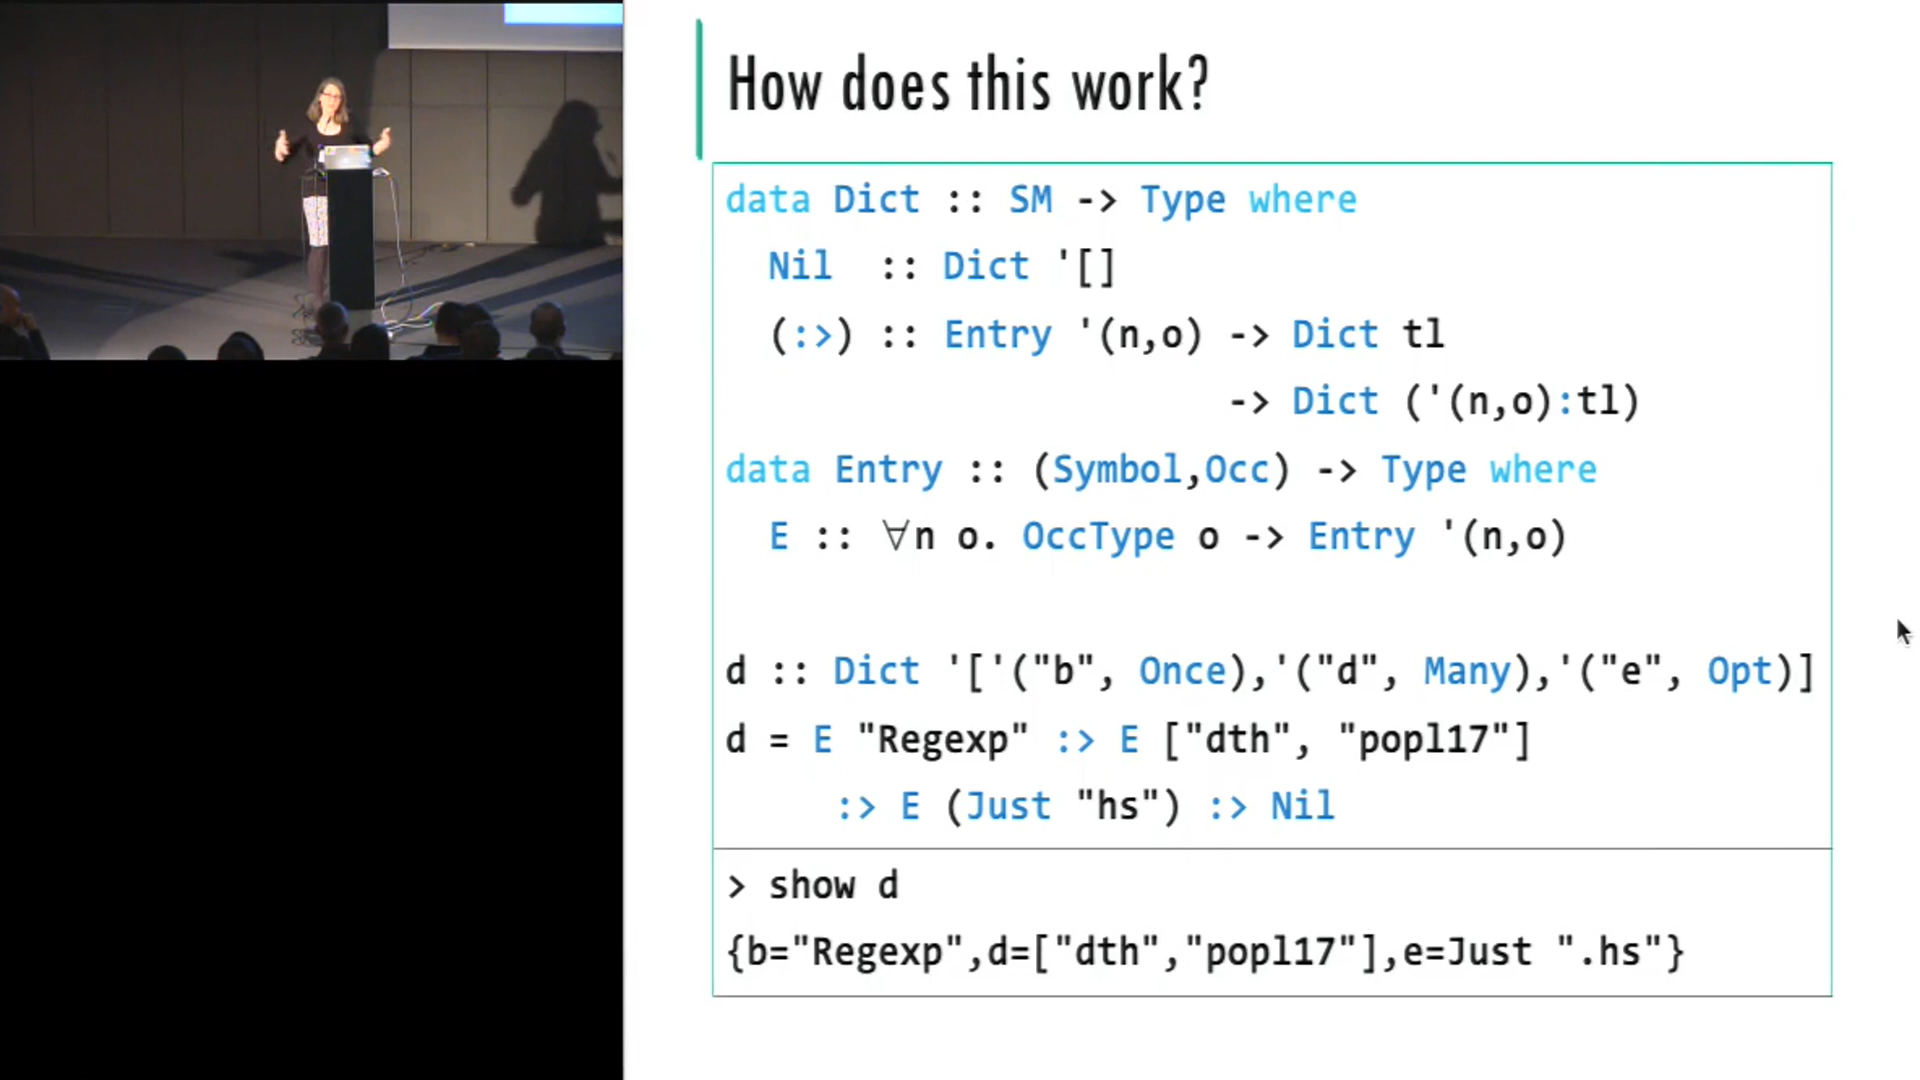 How does this work?
data Dict :: SM -> Type where
Nil :: Dict '[]
(:>) :: Entry '(n,o) -> Dict tl
-> Dict ('(n,o):tl)
data Entry :: (Symbol,Occ) -> Type where
E :: ∀n o. OccType o -> Entry '(n,o)
d :: Dict '['("b", Once),'("d", Many),'("e", Opt)]
d = E "Regexp" :> E ["dth", "popl17"]
:> E (Just "hs") :> Nil
> show d
{b="Regexp",d=["dth","popl17"],e=Just ".hs"}